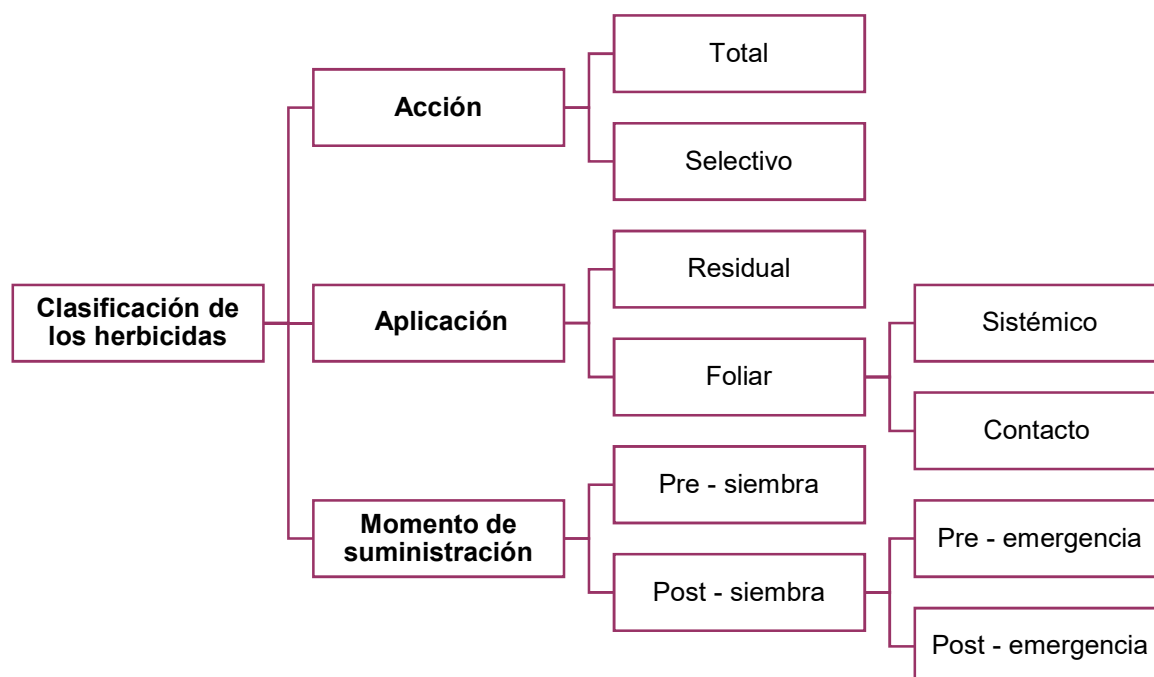 Clasificación de
los herbicidas
Acción
Total
Selectivo
Aplicación
Residual
Foliar
Sistémico
Contacto
Momento de
suministración
Pre - siembra
Post - siembra
Pre - emergencia
Post - emergencia